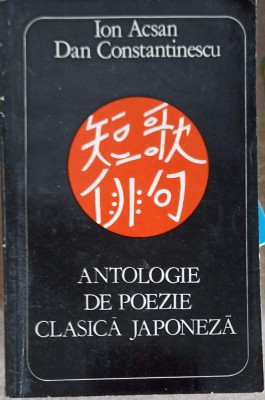 Ion Acsan
Dan Constantinescu
短歌
俳句
ANTOLOGIE
DE POEZIE
CLASICĂ JAPONEZĂ